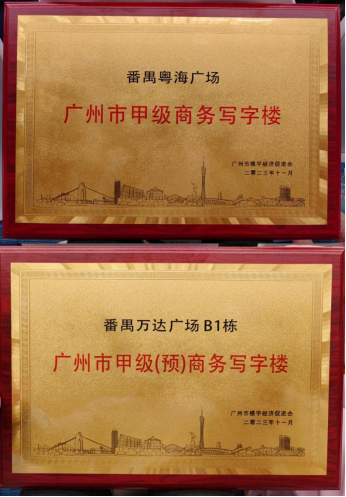 番禺粤海广场
广州市甲级商务写字楼
广州市楼宇经济促进会
二零二三年十一月
番禺万达广场 B1栋
广州市甲级(预)商务写字楼
广州市楼宇经济促进会
二零二三年十一月